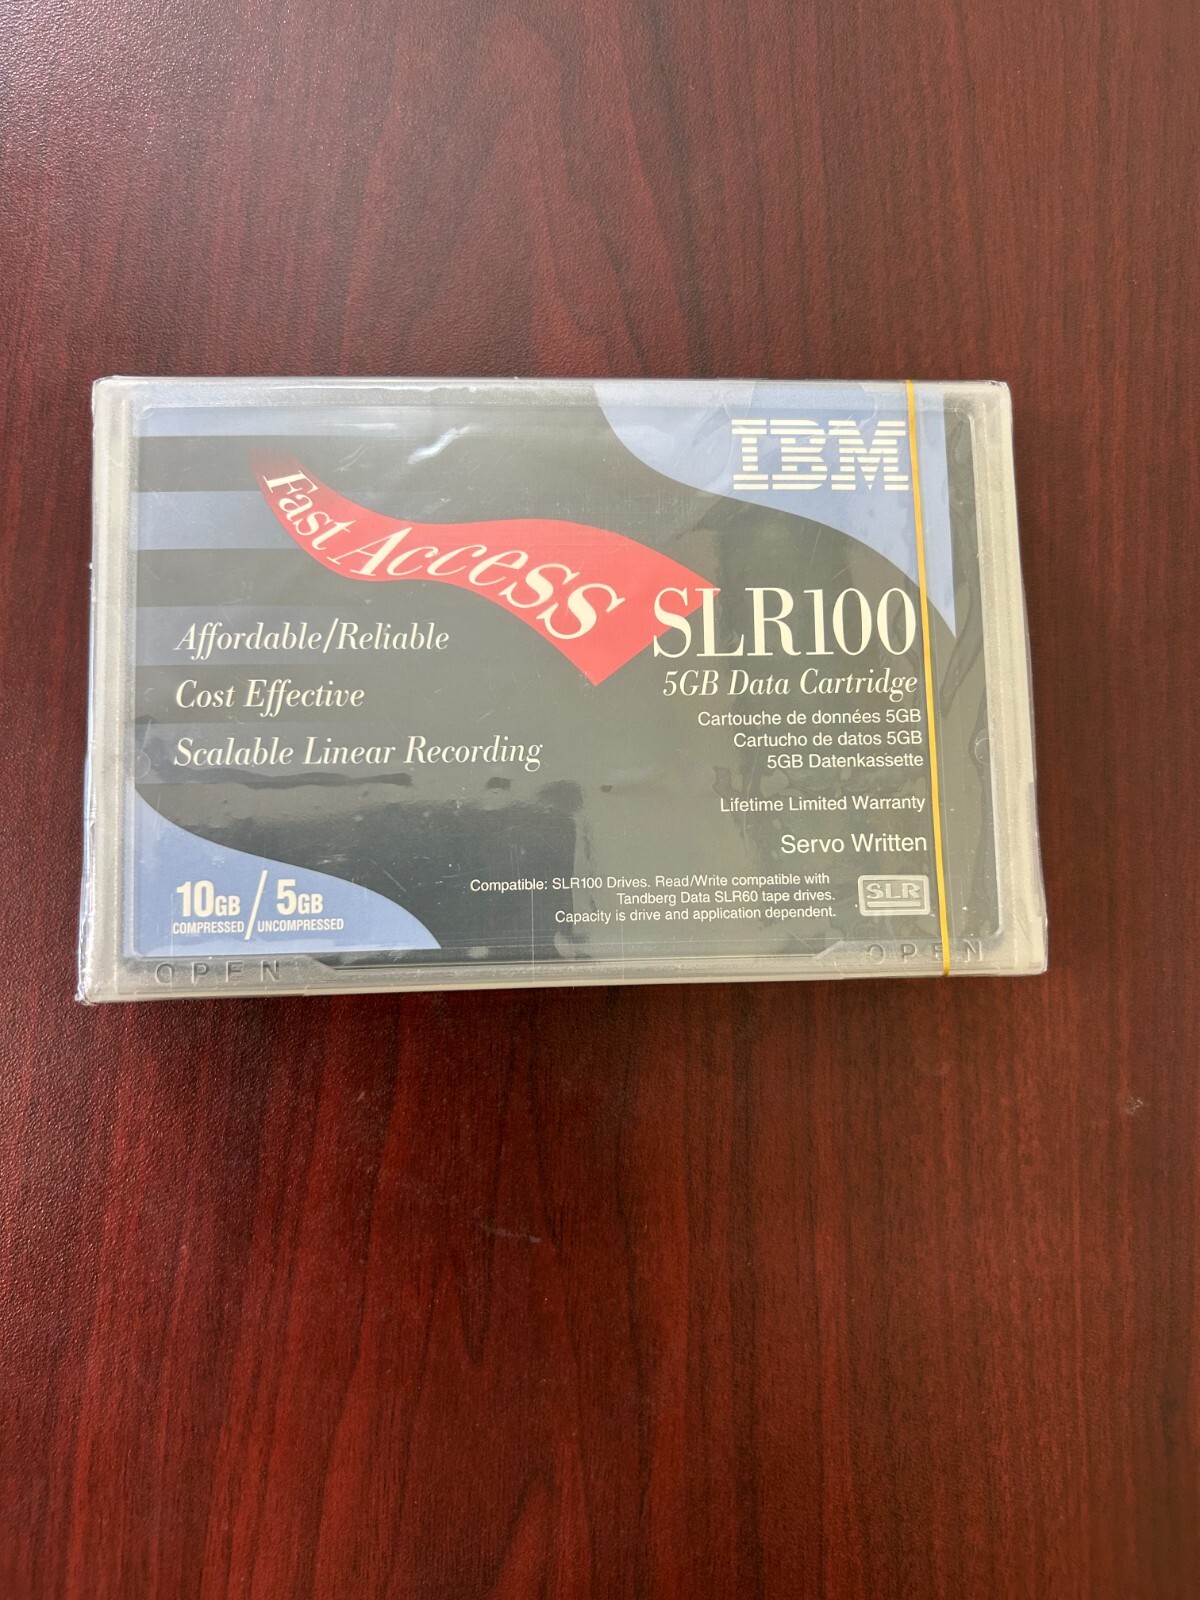 IBM
Fast Access
SLR100
5GB Data Cartridge
Cartouche de données 5GB
Cartucho de datos 5GB
5GB Datenkassette
Lifetime Limited Warranty
Servo Written
Affordable/Reliable
Cost Effective
Scalable Linear Recording
10GB / 5GB
COMPRESSED / UNCOMPRESSED
Compatible: SLR100 Drives. Read/Write compatible with
Tandberg Data SLR60 tape drives.
Capacity is drive and application dependent.
SLR
OPEN
OPEN